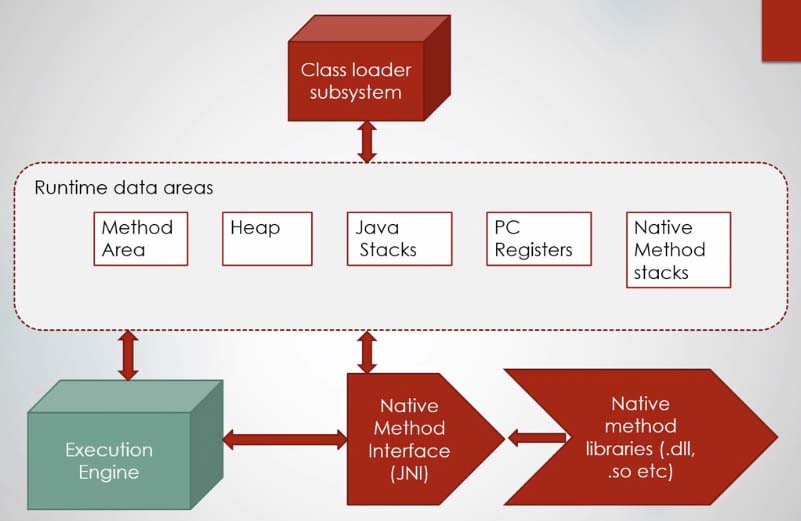 Class loader
subsystem
Runtime data areas
Method
Area
Heap
Java
Stacks
PC
Registers
Native
Method
stacks
Execution
Engine
Native
Method
Interface
(JNI)
Native
method
libraries (.dll,
.so etc)